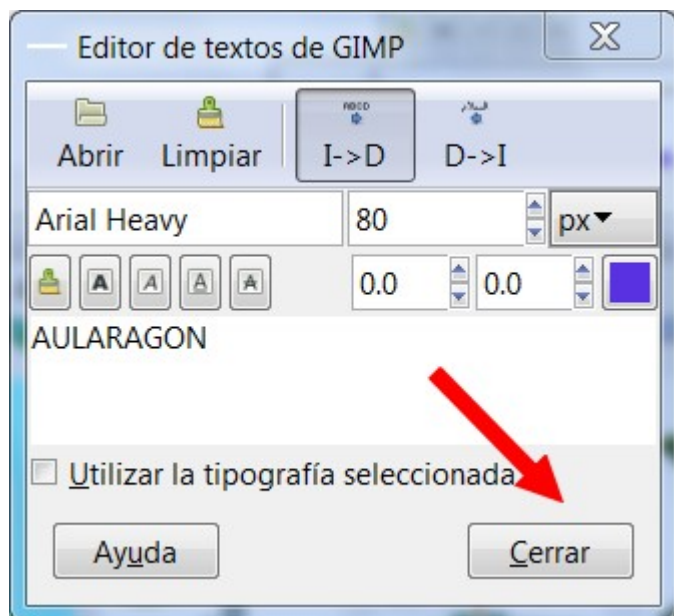 Editor de textos de GIMP
Abrir Limpiar I->D D->I
Arial Heavy 80 px
A A A A 0.0 0.0
AULARAGON
Utilizar la tipografía seleccionada
Ayuda Cerrar